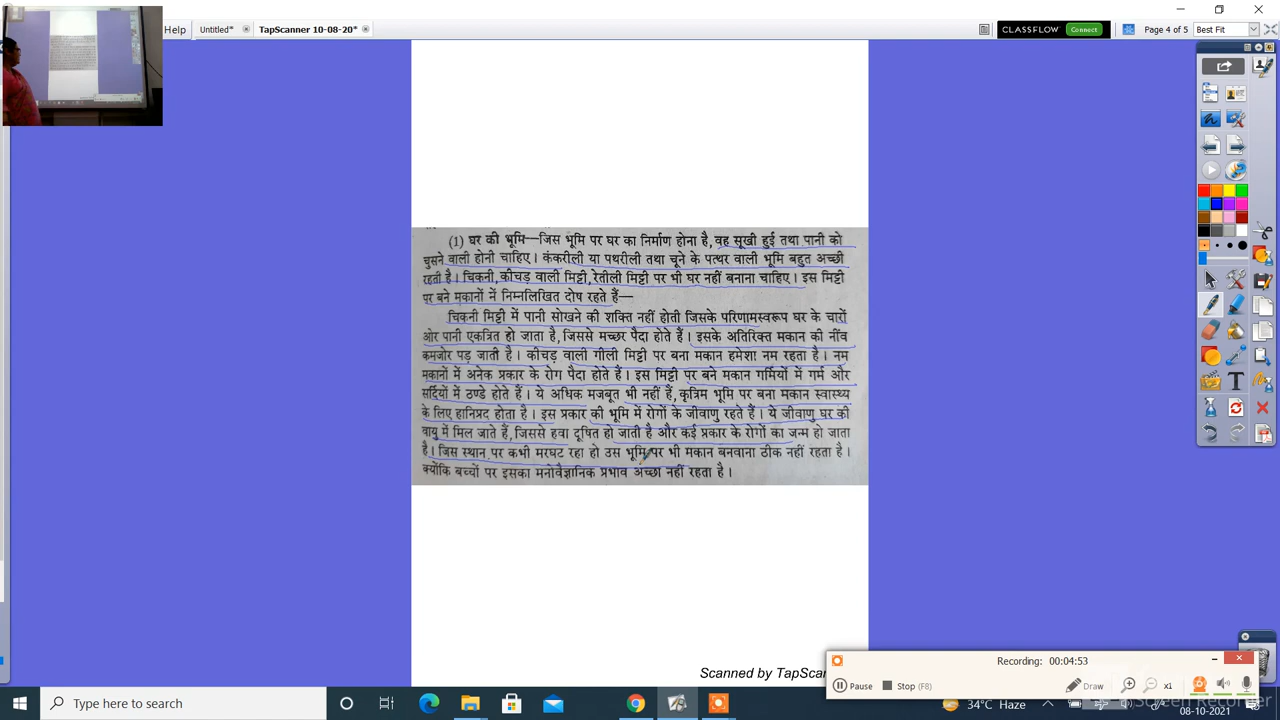 Help
Untitled*
TapScanner 10-08-20*
CLASSFLOW
Connect
Page 4 of 5
Best Fit
(1) घर की भूमि—जिस भूमि पर घर का निर्माण होना है, वह सूखी हुई तथा पानी को
चुसने वाली होनी चाहिए। कंकरीली या पथरीली तथा चूने के पत्थर वाली भूमि बहुत अच्छी
रहती है। चिकनी, कीचड़ वाली मिट्टी, रेतीली मिट्टी पर भी घर नहीं बनाना चाहिए। इस मिट्टी
पर बने मकानों में निम्नलिखित दोष रहते हैं—
चिकनी मिट्टी में पानी सोखने की शक्ति नहीं होती जिसके परिणामस्वरूप घर के चारों
ओर पानी एकत्रित हो जाता है, जिससे मच्छर पैदा होते हैं। इसके अतिरिक्त मकान की नींव
कमजोर पड़ जाती है। कीचड़ वाली गीली मिट्टी पर बना मकान हमेशा नम रहता है। नम
मकानों में अनेक प्रकार के रोग पैदा होते हैं। इस मिट्टी पर बने मकान गर्मियों में गर्म और
सर्दियों में ठण्डे होते हैं। ये अधिक मजबूत भी नहीं हैं, कृत्रिम भूमि पर बना मकान स्वास्थ्य
के लिए हानिप्रद होता है। इस प्रकार की भूमि में रोगों के जीवाणु रहते हैं। ये जीवाणु घर की
वायु में मिल जाते हैं, जिससे हवा दूषित हो जाती है और कई प्रकार के रोगों का जन्म हो जाता
है। जिस स्थान पर कभी मरघट रहा हो उस भूमि पर भी मकान बनवाना ठीक नहीं रहता है।
क्योंकि बच्चों पर इसका मनोवैज्ञानिक प्रभाव अच्छा नहीं रहता है।
Scanned by TapScan
Recording: 00:04:53
Pause
Stop (F8)
Draw
x1
Type here to search
34°C Haze
08-10-2021